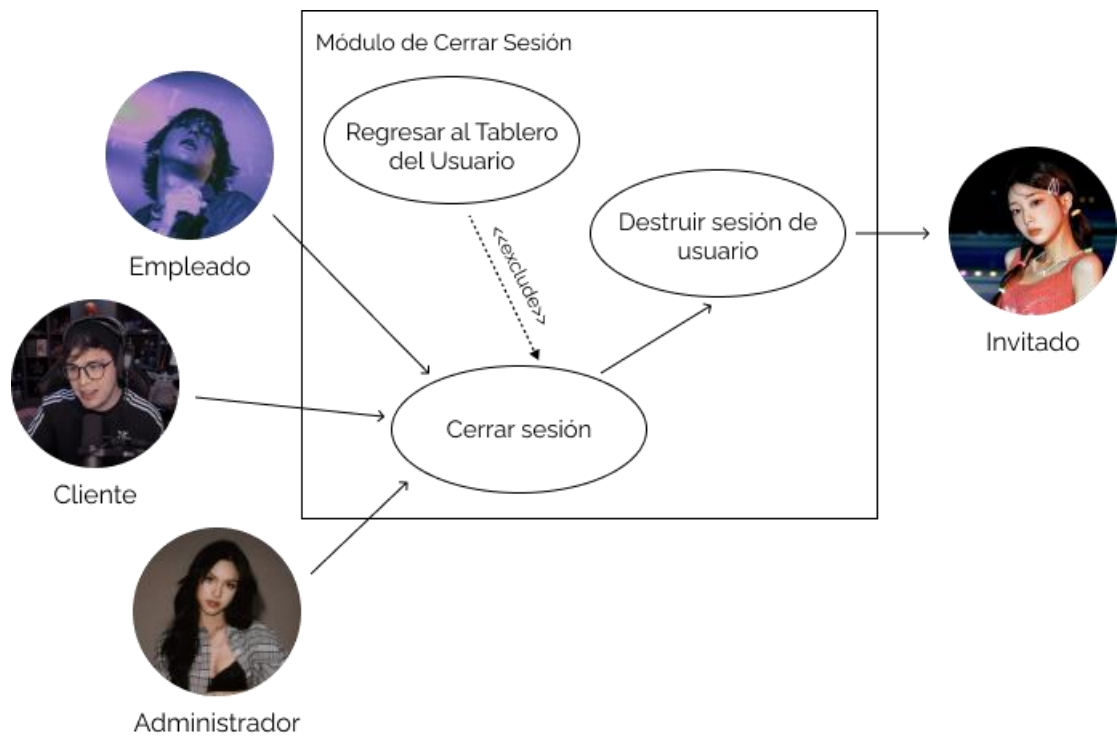 Módulo de Cerrar Sesión
Regresar al Tablero
del Usuario
Destruir sesión de
usuario
<<exclude>>
Cerrar sesión
Empleado
Cliente
Administrador
Invitado